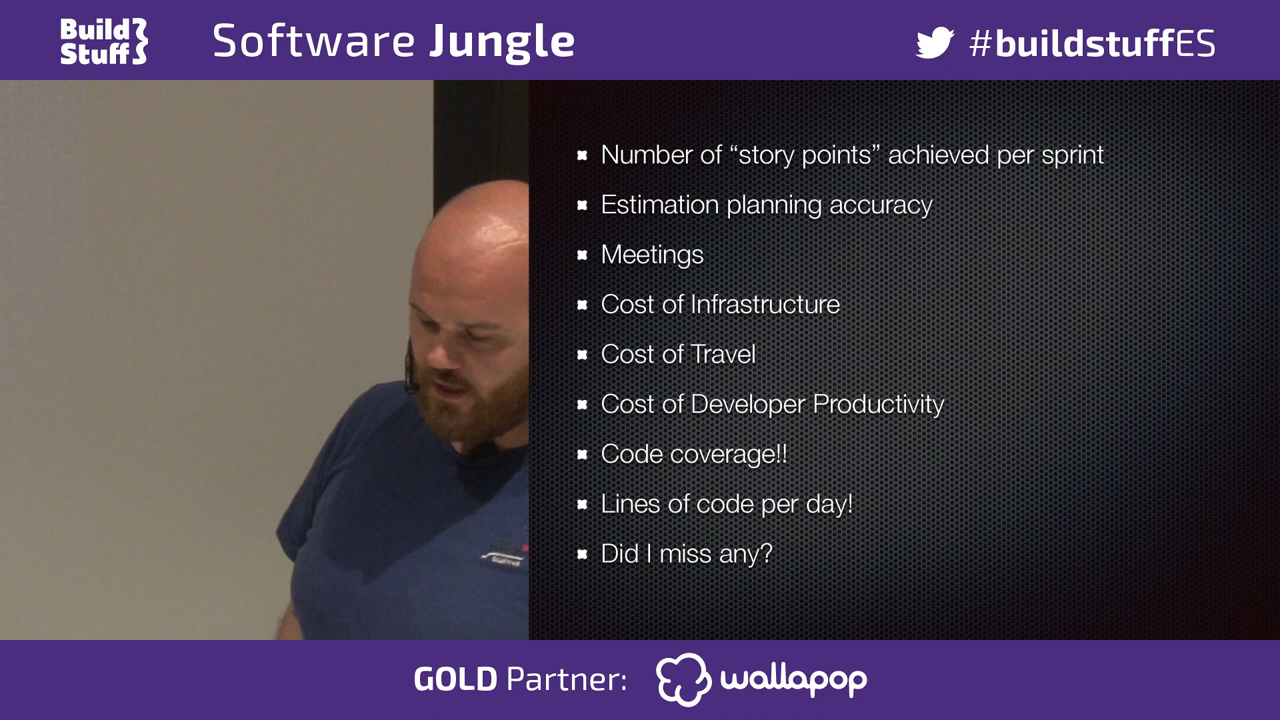 Build
Stuff
Software Jungle
#buildstuffES
Number of “story points” achieved per sprint
Estimation planning accuracy
Meetings
Cost of Infrastructure
Cost of Travel
Cost of Developer Productivity
Code coverage!!
Lines of code per day!
Did I miss any?
GOLD Partner:
wallapop